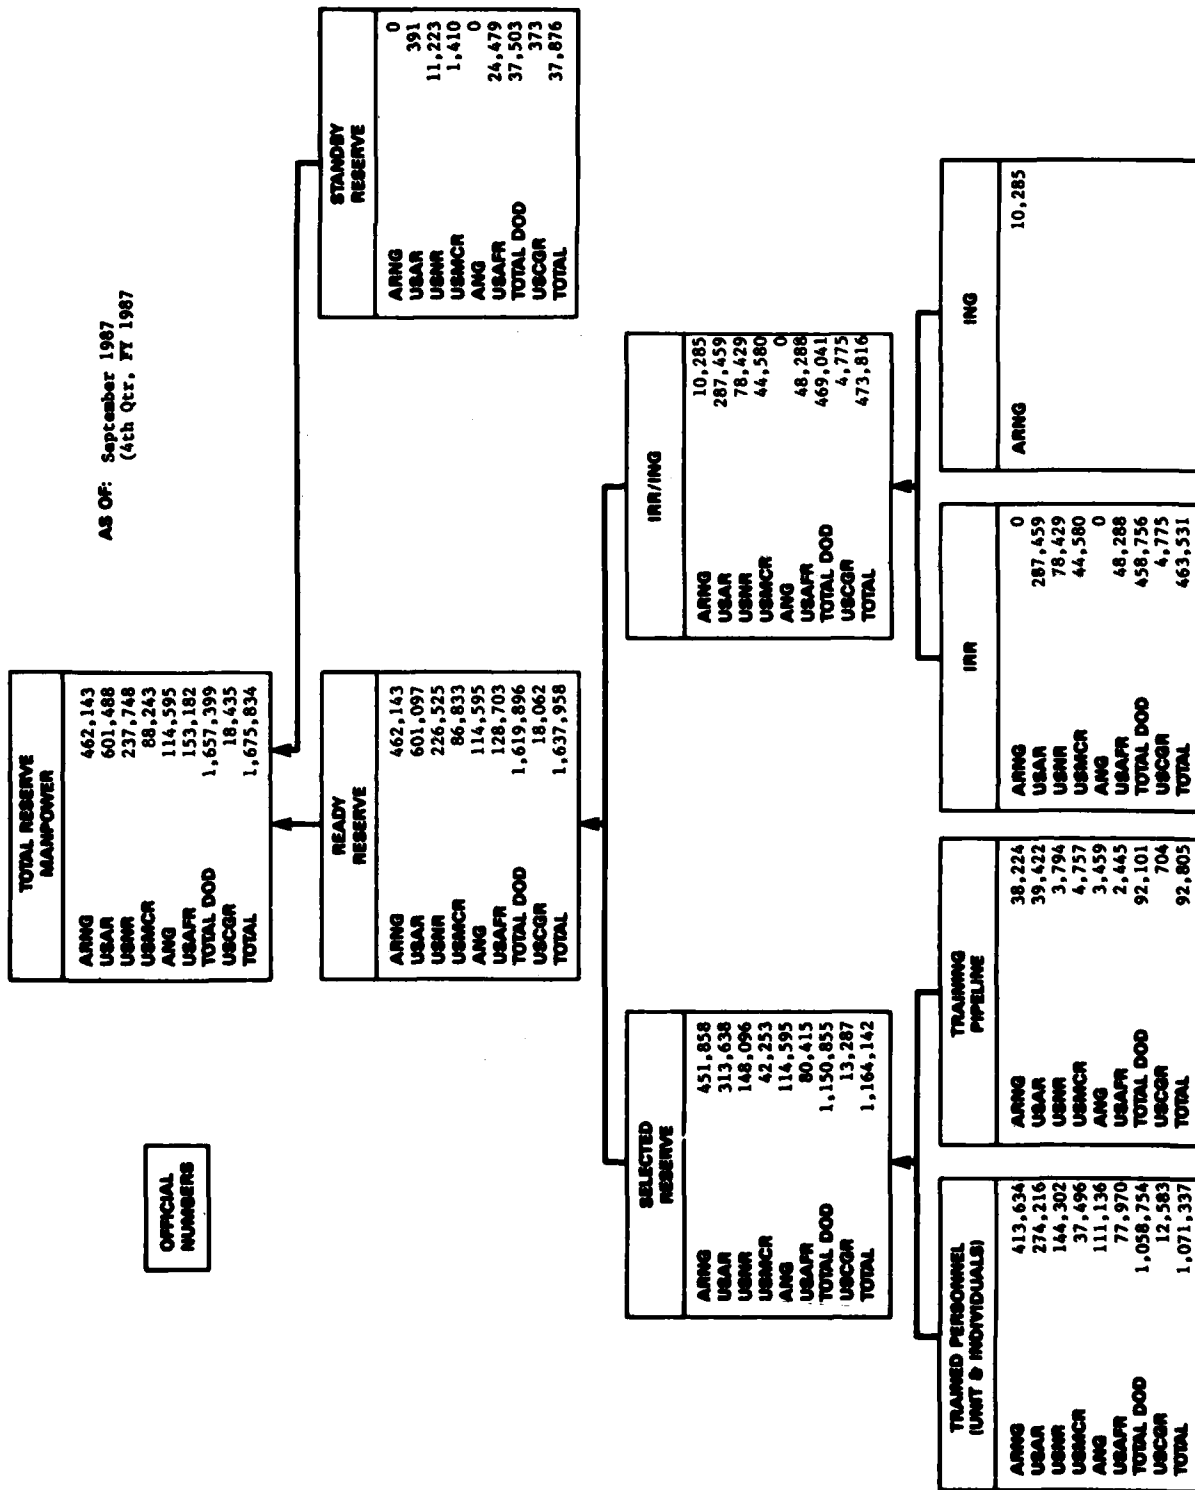 OFFICIAL
NUMBERS
AS OF: September 1987
(4th Qtr, FY 1987
TOTAL RESERVE
MANPOWER
ARNG 462,143
USAR 601,488
USNR 237,748
USMCR 88,243
ANG 114,595
USAFR 153,182
TOTAL DOD 1,657,399
USCGR 18,435
TOTAL 1,675,834
READY
RESERVE
ARNG 462,143
USAR 601,097
USNR 226,525
USMCR 86,833
ANG 114,595
USAFR 128,703
TOTAL DOD 1,619,896
USCGR 18,062
TOTAL 1,637,958
STANDBY
RESERVE
ARNG 0
USAR 391
USNR 11,223
USMCR 1,410
ANG 0
USAFR 24,479
TOTAL DOD 37,503
USCGR 373
TOTAL 37,876
SELECTED
RESERVE
ARNG 451,858
USAR 313,638
USNR 148,096
USMCR 42,253
ANG 114,595
USAFR 80,415
TOTAL DOD 1,150,855
USCGR 13,287
TOTAL 1,164,142
IRR/ING
ARNG 10,285
USAR 287,459
USNR 78,429
USMCR 44,580
ANG 0
USAFR 48,288
TOTAL DOD 469,041
USCGR 4,775
TOTAL 473,816
TRAINED PERSONNEL
(UNIT & INDIVIDUALS)
ARNG 413,634
USAR 274,216
USNR 144,302
USMCR 37,496
ANG 111,136
USAFR 77,970
TOTAL DOD 1,058,754
USCGR 12,583
TOTAL 1,071,337
TRAINING
PIPELINE
ARNG 38,224
USAR 39,422
USNR 3,794
USMCR 4,757
ANG 3,459
USAFR 2,445
TOTAL DOD 92,101
USCGR 704
TOTAL 92,805
IRR
ARNG 0
USAR 287,459
USNR 78,429
USMCR 44,580
ANG 0
USAFR 48,288
TOTAL DOD 458,756
USCGR 4,775
TOTAL 463,531
ING
ARNG 10,285